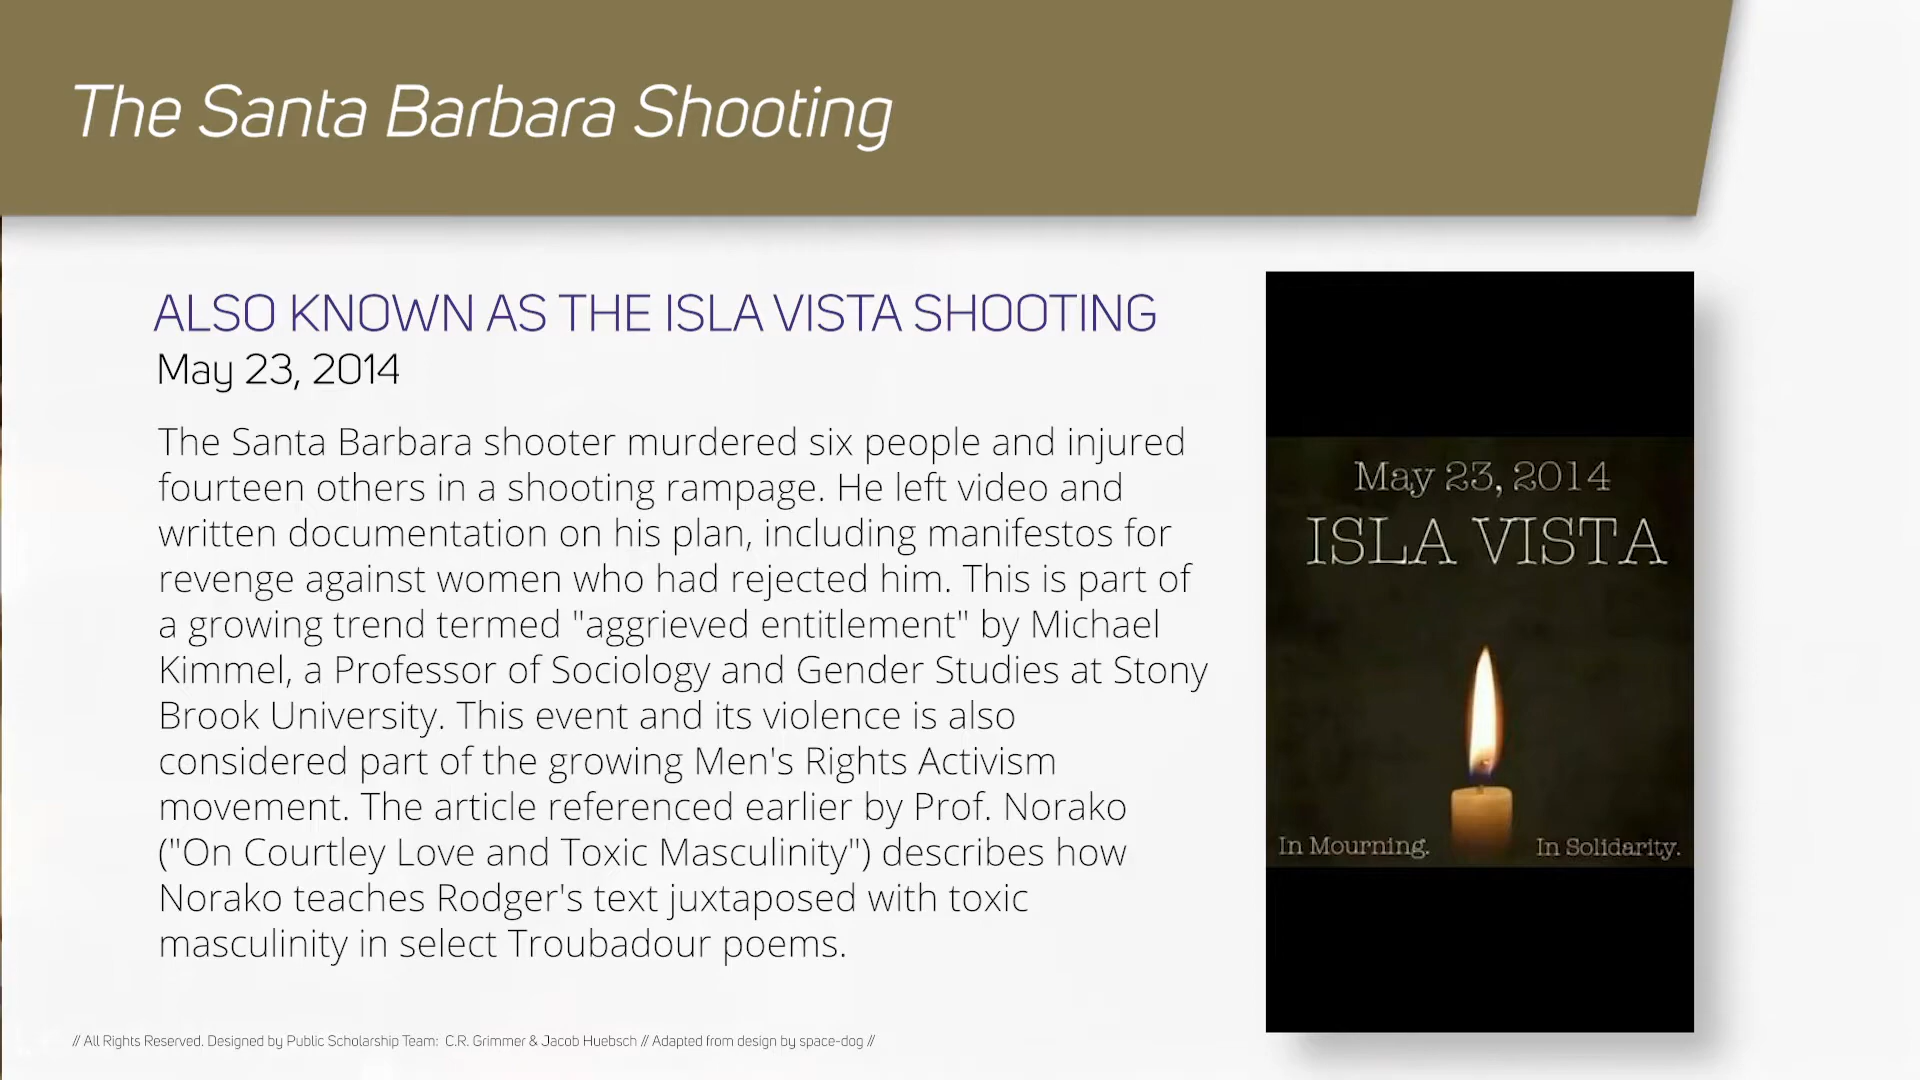 The Santa Barbara Shooting
ALSO KNOWN AS THE ISLA VISTA SHOOTING
May 23, 2014
The Santa Barbara shooter murdered six people and injured
fourteen others in a shooting rampage. He left video and
written documentation on his plan, including manifestos for
revenge against women who had rejected him. This is part of
a growing trend termed "aggrieved entitlement" by Michael
Kimmel, a Professor of Sociology and Gender Studies at Stony
Brook University. This event and its violence is also
considered part of the growing Men's Rights Activism
movement. The article referenced earlier by Prof. Norako
("On Courtley Love and Toxic Masculinity") describes how
Norako teaches Rodger's text juxtaposed with toxic
masculinity in select Troubadour poems.
May 23, 2014
ISLA VISTA
In Mourning. In Solidarity.
// All Rights Reserved. Designed by Public Scholarship Team: C.R. Grimmer & Jacob Huebsch // Adapted from design by space-dog //